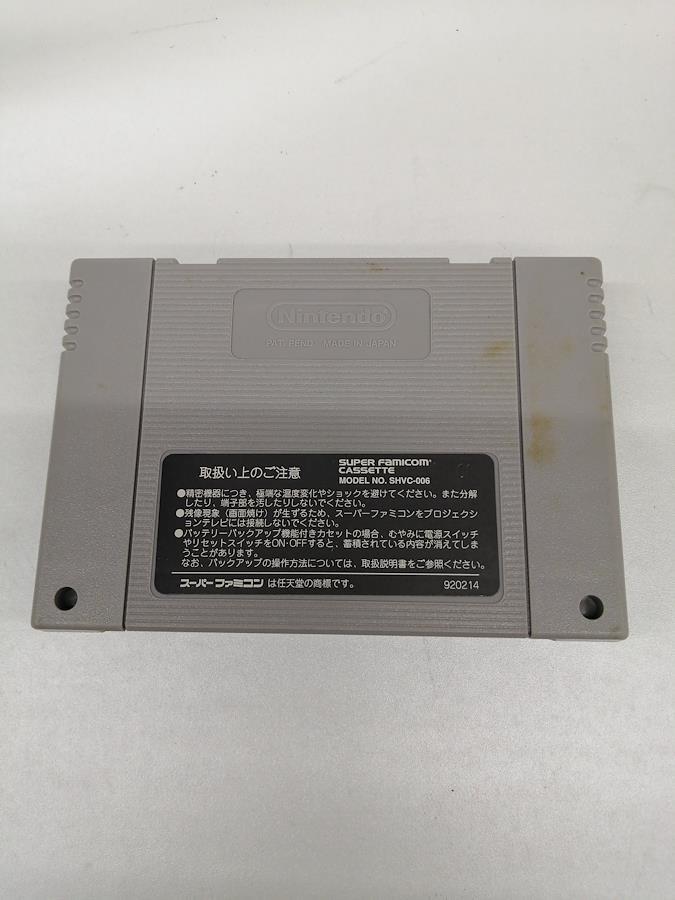 Nintendo
PAT. PEND. MADE IN JAPAN
取扱い上のご注意
SUPER FAMICOM
CASSETTE
MODEL NO. SHVC-006
●精密機器につき、極端な温度変化やショックを避けてください。また分解
したり、端子部を汚したりしないでください。
●残像現象（画面焼け）が生ずるため、スーパーファミコンをプロジェクシ
ョンテレビには接続しないでください。
●バッテリーバックアップ機能付きカセットの場合、むやみに電源スイッチ
やリセットスイッチをON・OFFすると、蓄積されている内容が消えてしま
うことがあります。
なお、バックアップの操作方法については、取扱説明書をご参照ください。
スーパーファミコン は任天堂の商標です。 920214